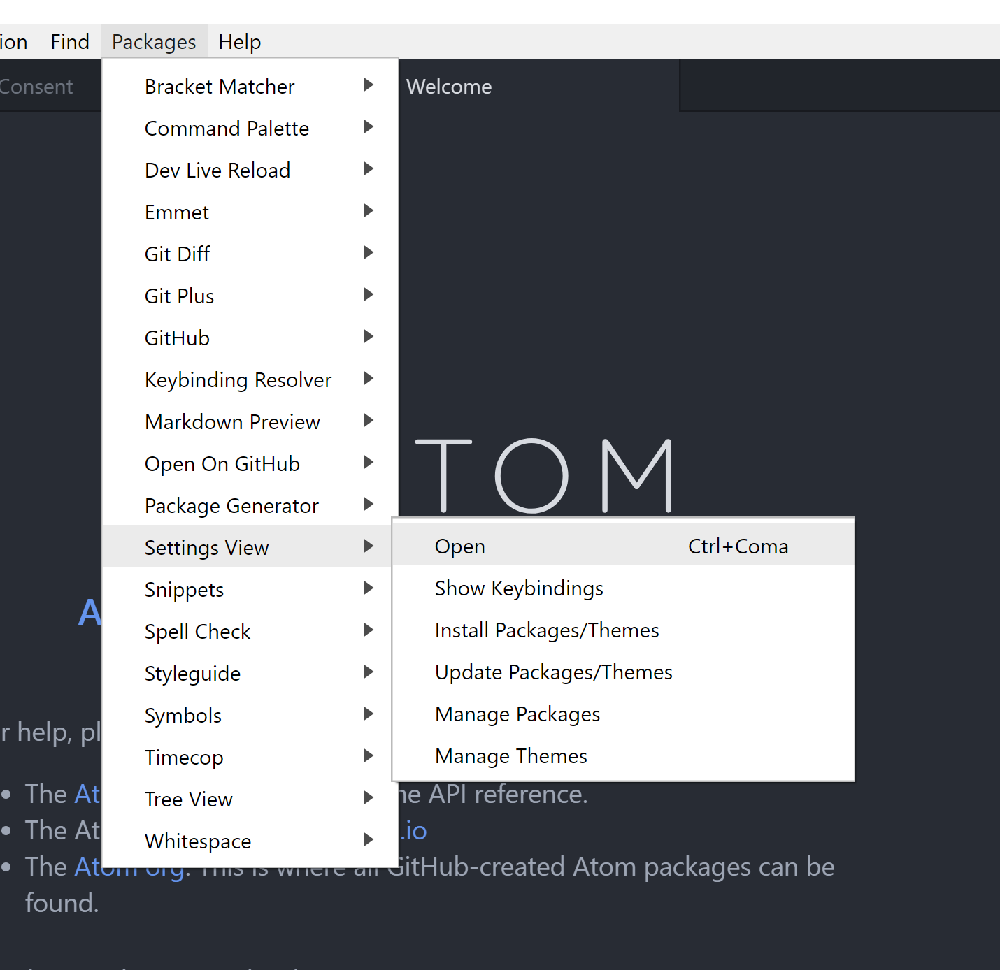 Find Packages Help
Consent
Welcome
Bracket Matcher
Command Palette
Dev Live Reload
Emmet
Git Diff
Git Plus
GitHub
Keybinding Resolver
Markdown Preview
Open On GitHub
Package Generator
Settings View
Snippets
Spell Check
Styleguide
Symbols
Timecop
Tree View
Whitespace
TOM
Open Ctrl+Coma
Show Keybindings
Install Packages/Themes
Update Packages/Themes
Manage Packages
Manage Themes
A
r help, pl
The At he API reference.
The At .io
The Atom org. This is where all GitHub-created Atom packages can be
found.